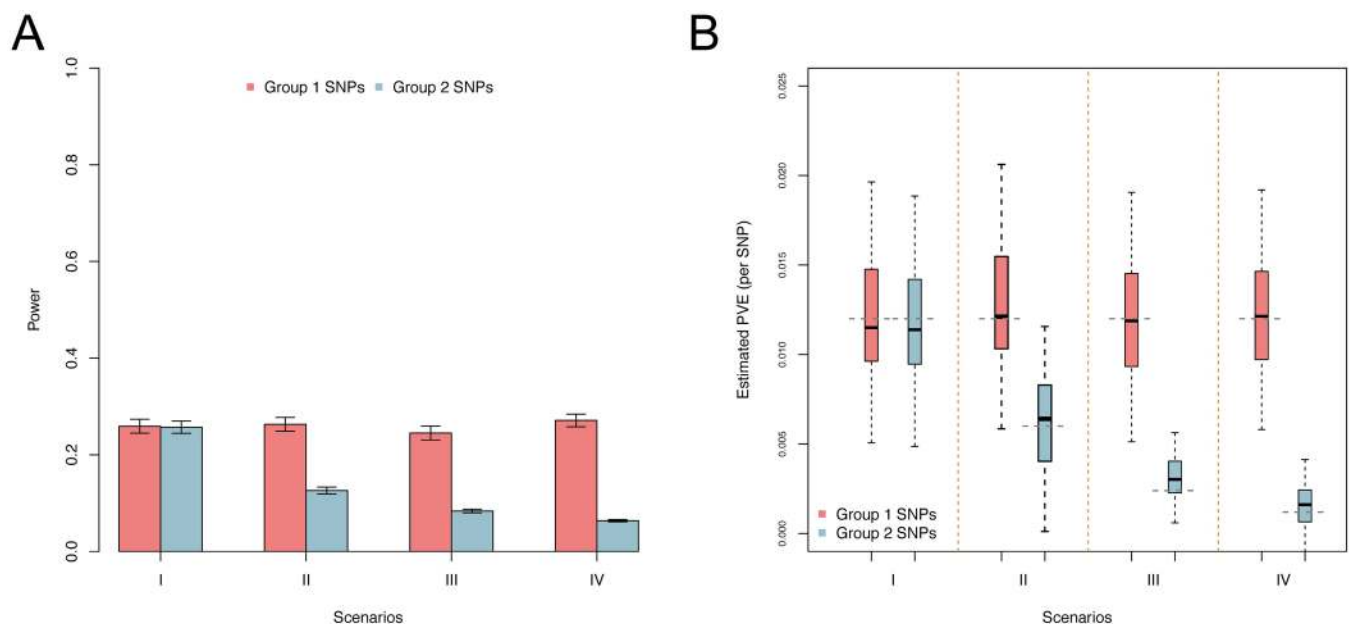 A
Group 1 SNPs Group 2 SNPs
1.0
0.8
0.6
0.4
0.2
0.0
Power
I II III IV
Scenarios
B
0.025
0.020
0.015
0.010
0.005
0.000
Estimated PVE (per SNP)
Group 1 SNPs
Group 2 SNPs
I II III IV
Scenarios